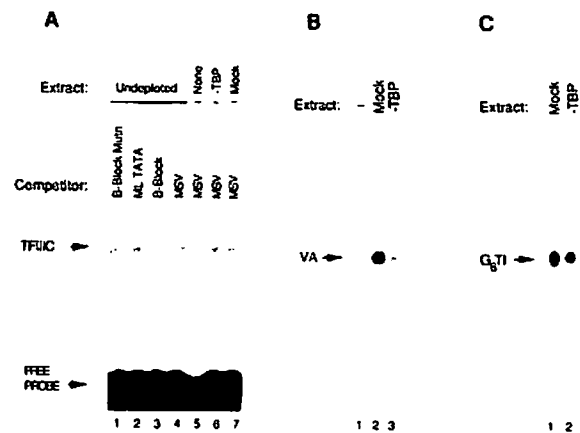 A
Extract:
Undepleted
None
-TBP
Mock
Competitor:
B-Block Mutn
ML TATA
B-Block
MSV
MSV
MSV
MSV
TFIIIC
FREE
PROBE
1 2 3 4 5 6 7
B
Extract:
-
Mock
-TBP
VA
1 2 3
C
Extract:
Mock
-TBP
G8TI
1 2